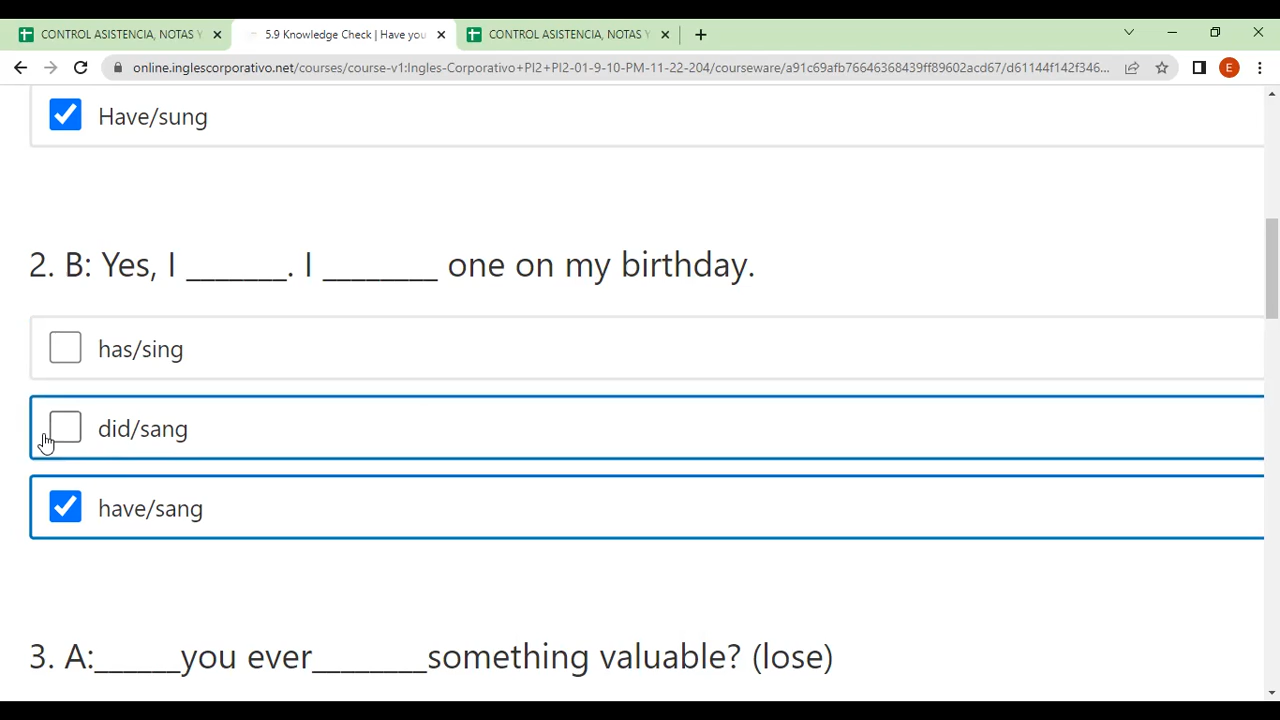 CONTROL ASISTENCIA, NOTAS Y
5.9 Knowledge Check | Have you
CONTROL ASISTENCIA, NOTAS Y
online.inglescorporativo.net/courses/course-v1:Ingles-Corporativo+PI2+PI2-01-9-10-PM-11-22-204/courseware/a91c69afb76646368439ff89602acd67/d61144f142f346...
E
Have/sung
2. B: Yes, I _______. I ________ one on my birthday.
has/sing
did/sang
have/sang
3. A:______you ever________something valuable? (lose)